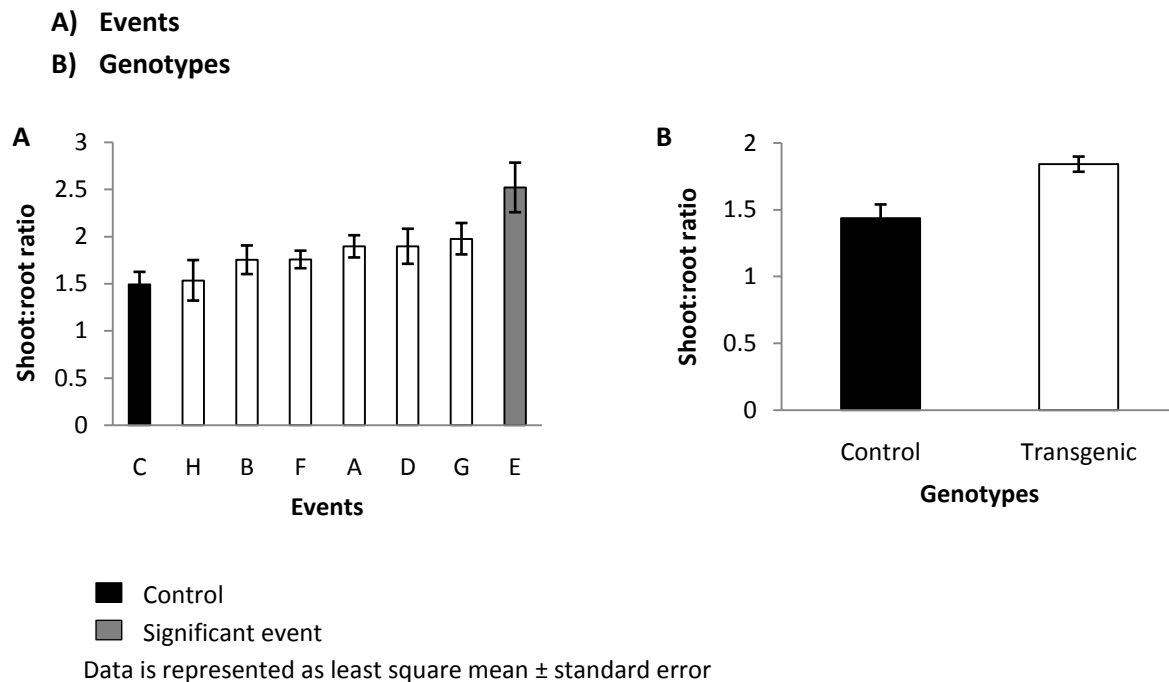 A) Events
B) Genotypes
A
3
2.5
2
1.5
1
0.5
0
Shoot:root ratio
C H B F A D G E
Events
B
2
1.5
1
0.5
0
Shoot:root ratio
Control Transgenic
Genotypes
Control
Significant event
Data is represented as least square mean ± standard error